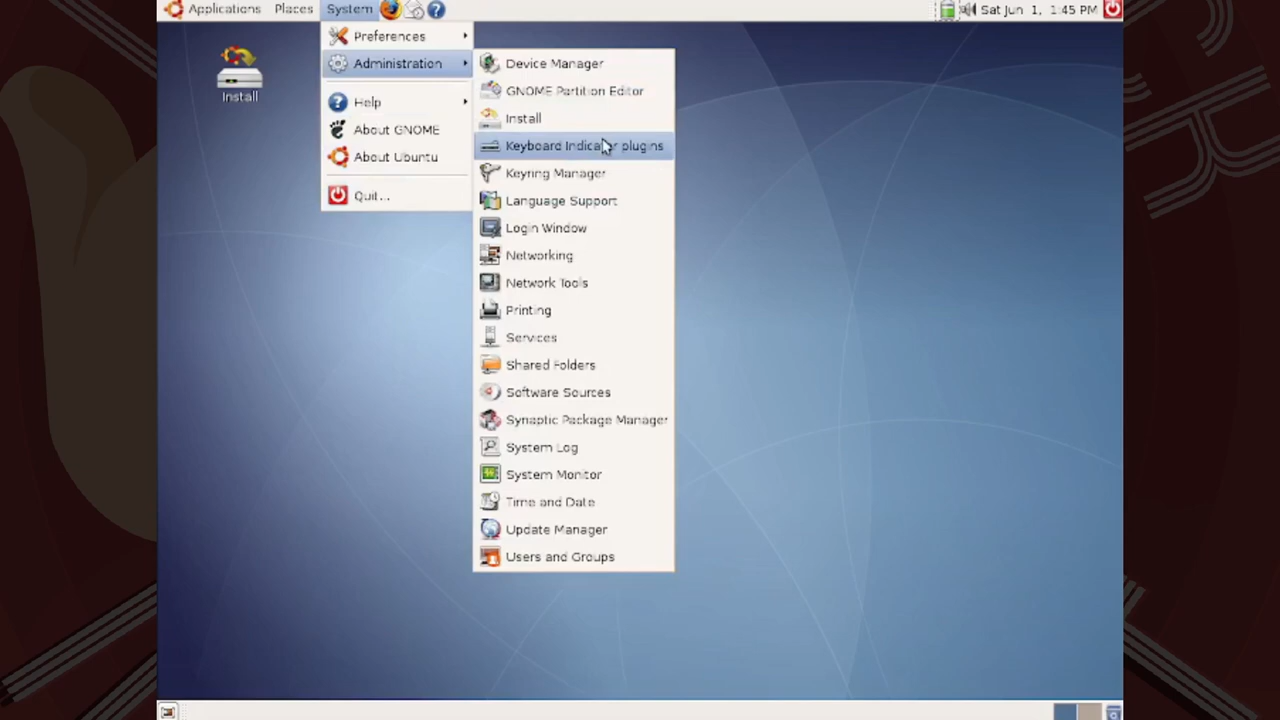 Applications Places System Sat Jun 1, 1:45 PM
Install
Preferences
Administration
Help
About GNOME
About Ubuntu
Quit...
Device Manager
GNOME Partition Editor
Install
Keyboard Indicator plugins
Keyring Manager
Language Support
Login Window
Networking
Network Tools
Printing
Services
Shared Folders
Software Sources
Synaptic Package Manager
System Log
System Monitor
Time and Date
Update Manager
Users and Groups